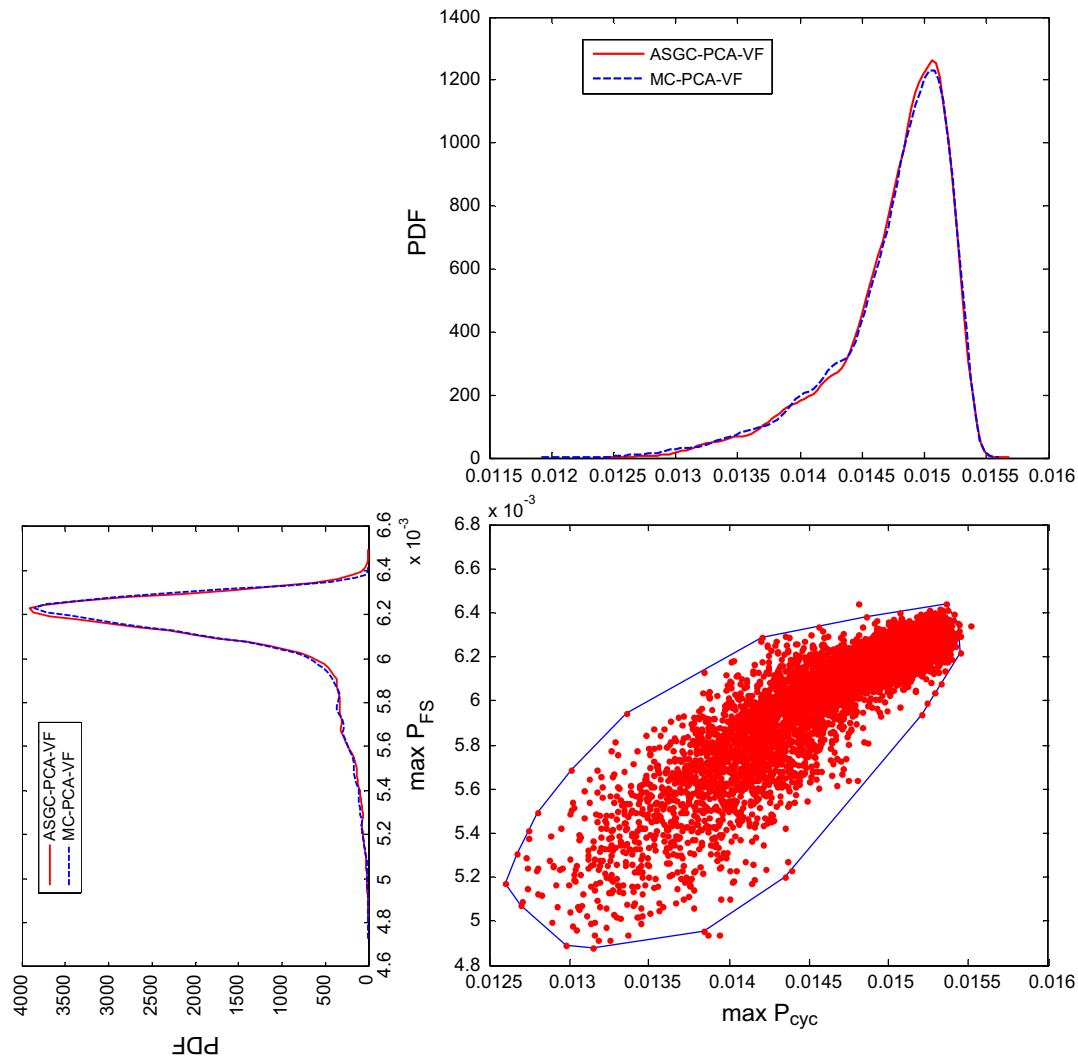 1400
1200
1000
800
600
400
200
0
PDF
ASGC-PCA-VF
MC-PCA-VF
0.0115 0.012 0.0125 0.013 0.0135 0.014 0.0145 0.015 0.0155 0.016
4000 3500 3000 2500 2000 1500 1000 500 0
PDF
ASGC-PCA-VF
MC-PCA-VF
4.6 4.8 5 5.2 5.4 5.6 5.8 6 6.2 6.4 6.6
x 10-3
max PFS
x 10-3
6.8
6.6
6.4
6.2
6
5.8
5.6
5.4
5.2
5
4.8
0.0125 0.013 0.0135 0.014 0.0145 0.015 0.0155 0.016
max Pcyc